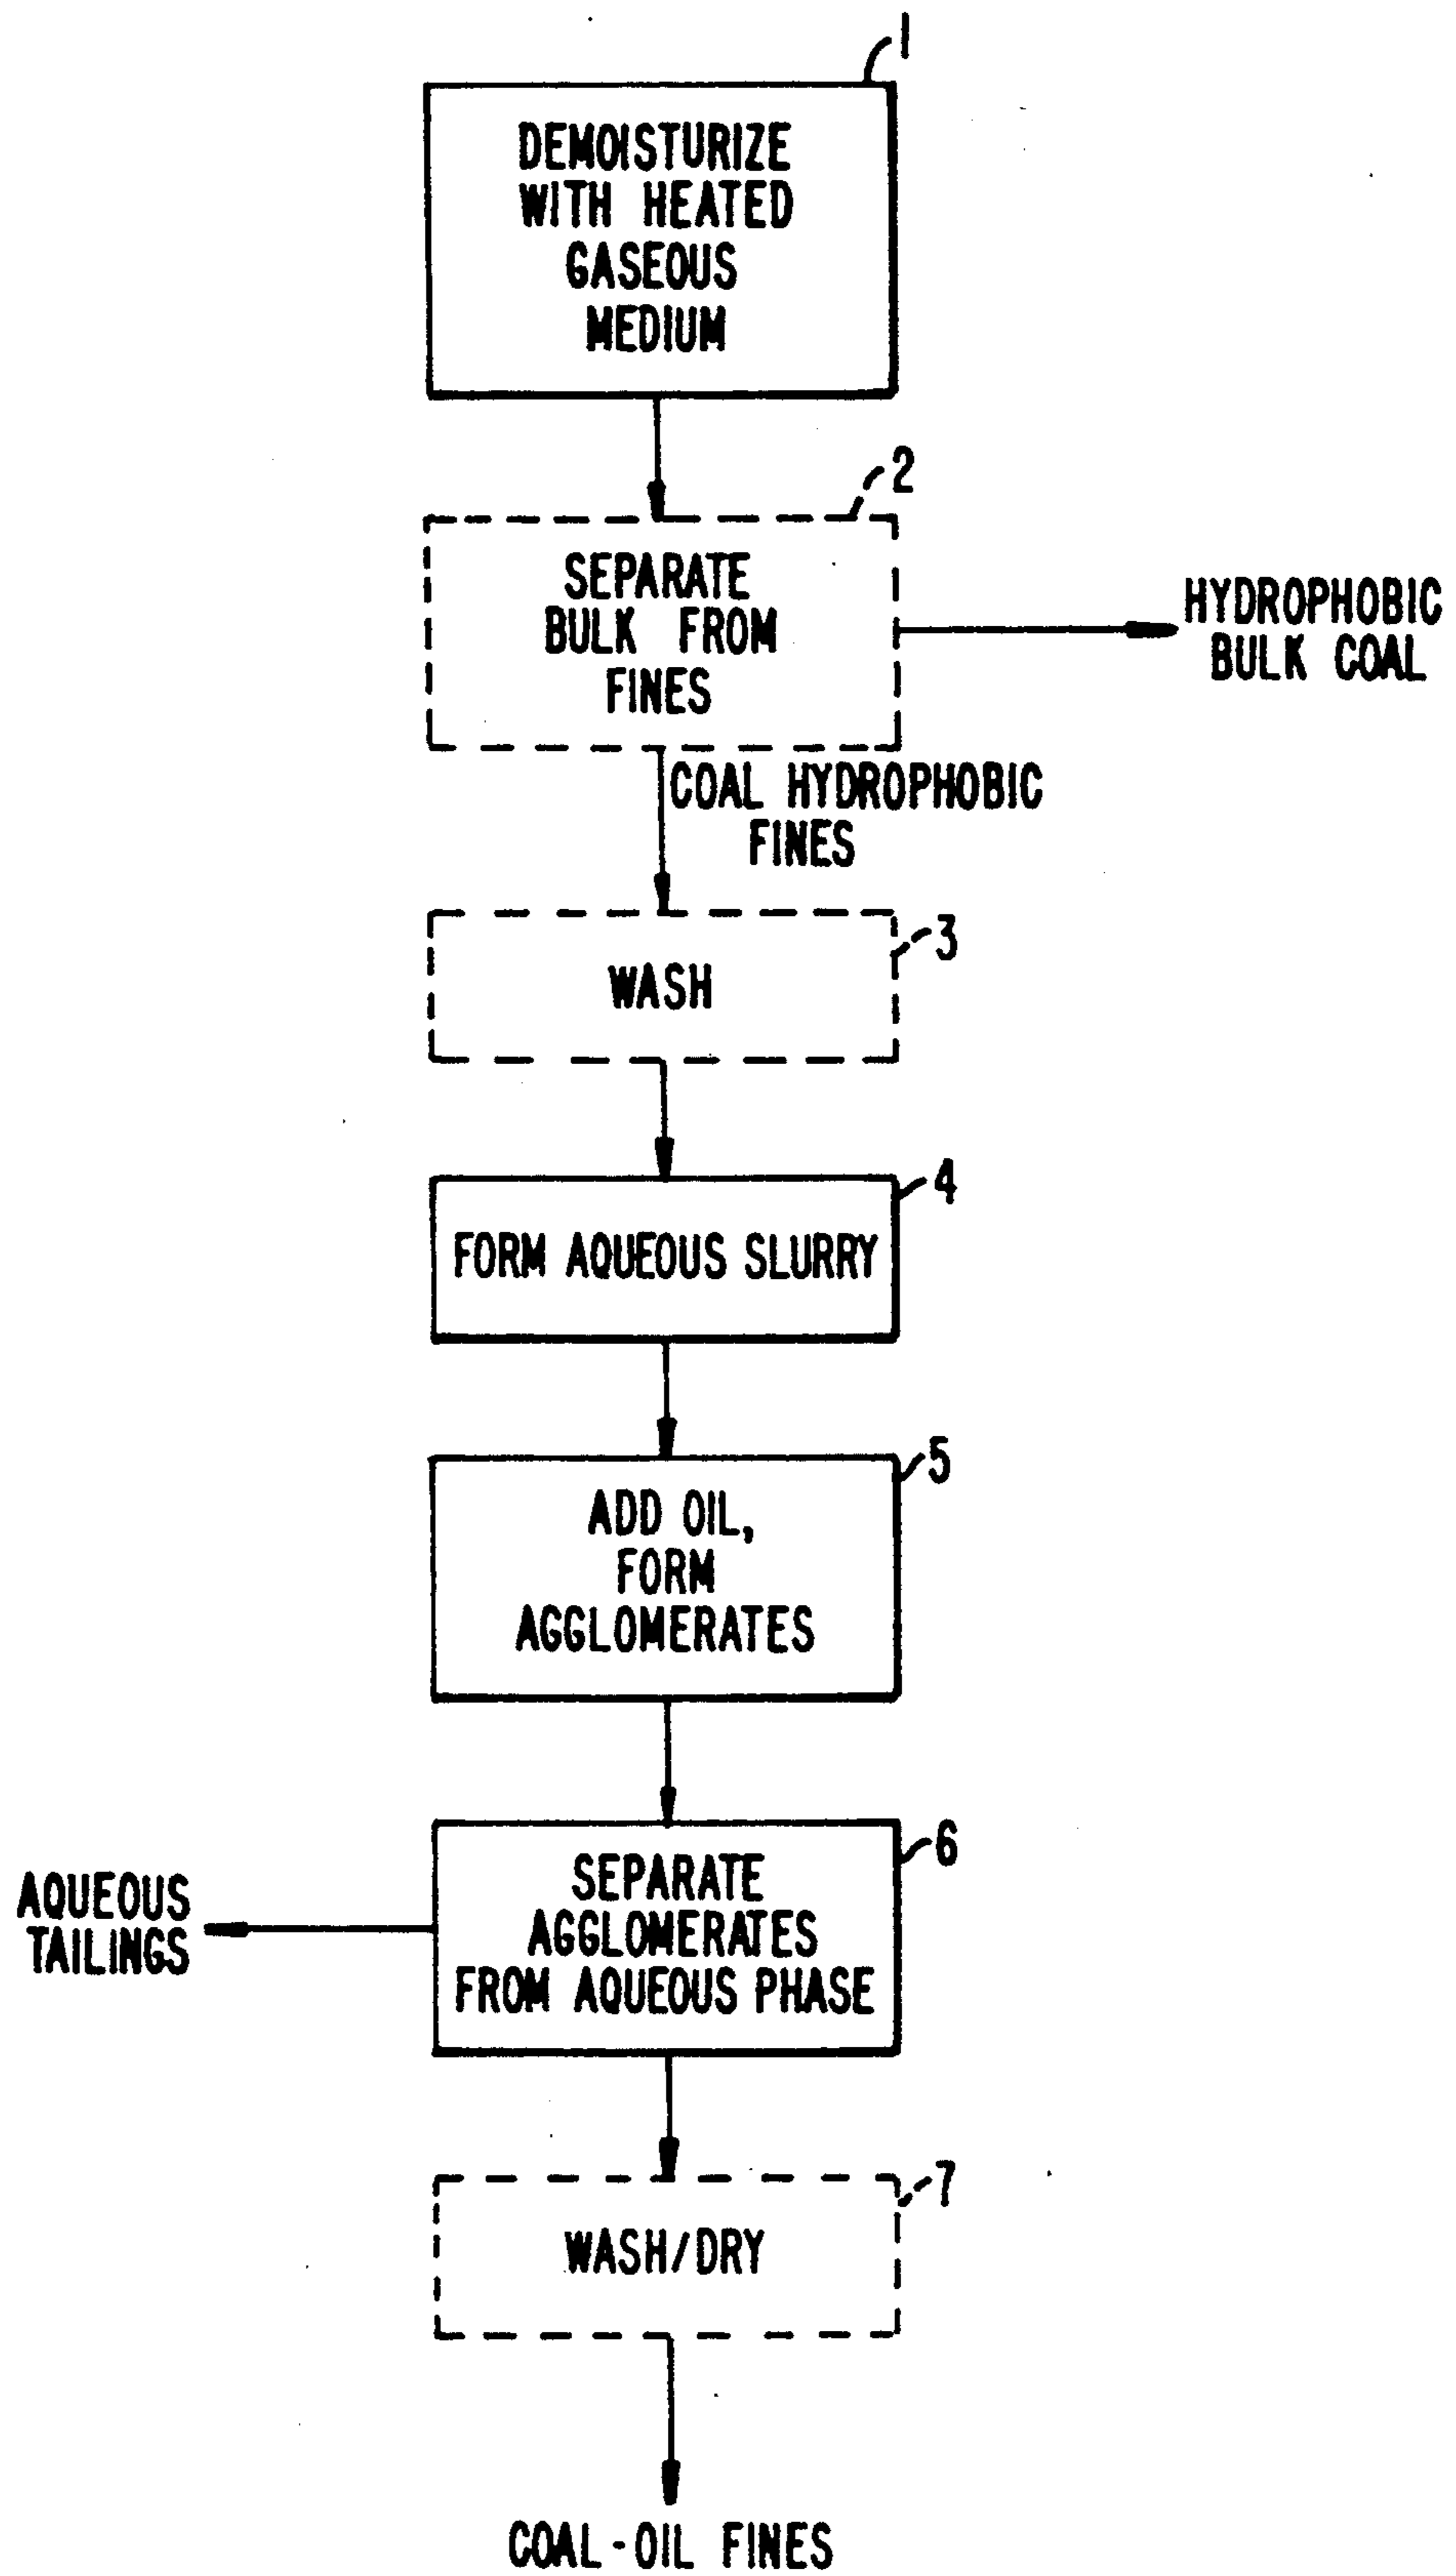 1
DEMOISTURIZE
WITH HEATED
GASEOUS
MEDIUM
2
SEPARATE
BULK FROM
FINES
HYDROPHOBIC
BULK COAL
COAL HYDROPHOBIC
FINES
3
WASH
4
FORM AQUEOUS SLURRY
5
ADD OIL,
FORM
AGGLOMERATES
6
SEPARATE
AGGLOMERATES
FROM AQUEOUS PHASE
AQUEOUS
TAILINGS
7
WASH/DRY
COAL-OIL FINES